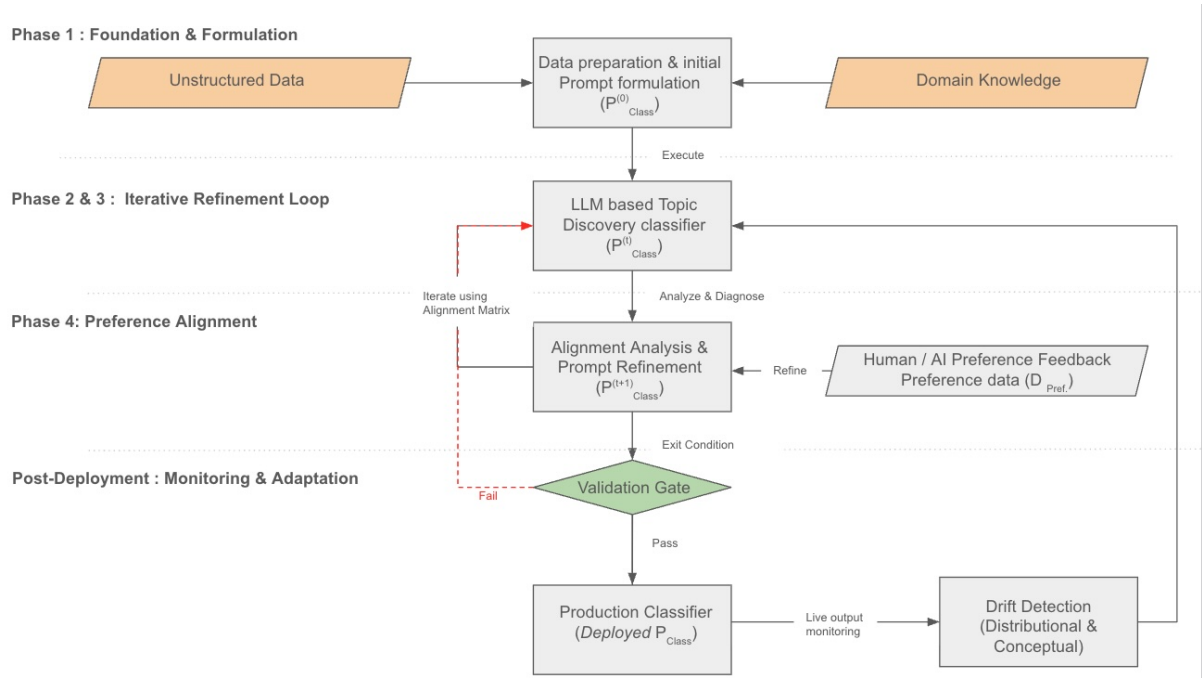 Phase 1 : Foundation & Formulation
Unstructured Data
Data preparation & initial
Prompt formulation
(P(0)Class)
Domain Knowledge
Execute
Phase 2 & 3 : Iterative Refinement Loop
LLM based Topic
Discovery classifier
(P(t)Class)
Iterate using
Alignment Matrix
Analyze & Diagnose
Phase 4: Preference Alignment
Alignment Analysis &
Prompt Refinement
(P(t+1)Class)
Refine
Human / AI Preference Feedback
Preference data (D Pref.)
Exit Condition
Post-Deployment : Monitoring & Adaptation
Validation Gate
Fail
Pass
Production Classifier
(Deployed PClass)
Live output
monitoring
Drift Detection
(Distributional &
Conceptual)